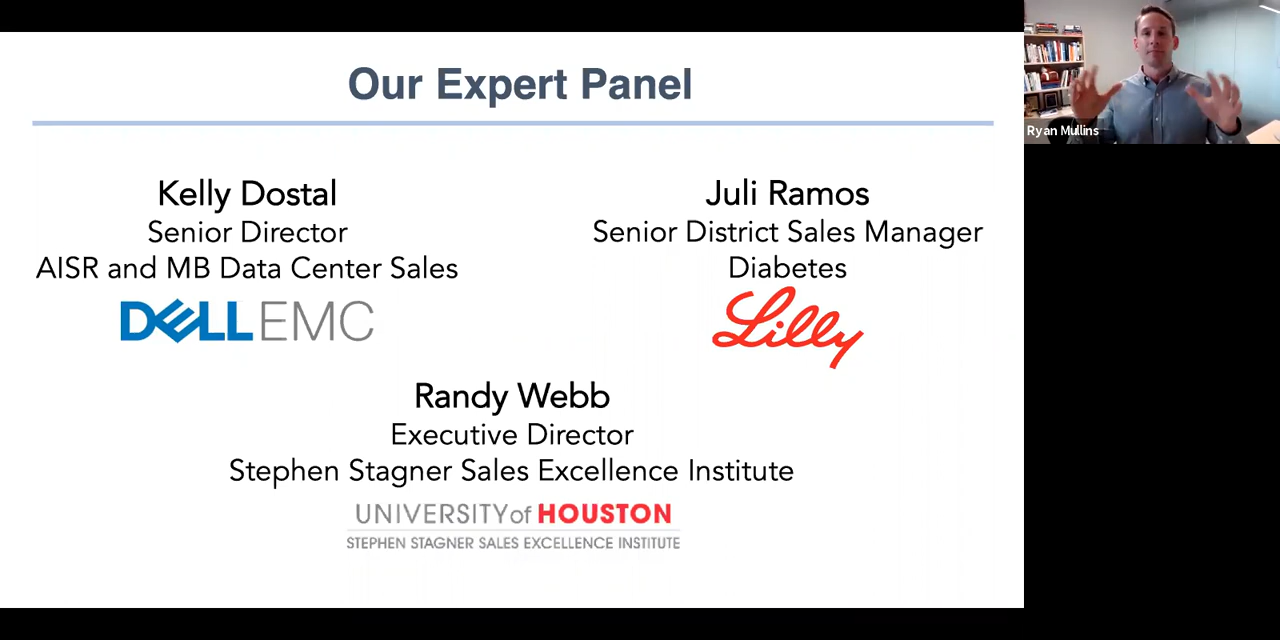 Our Expert Panel
Kelly Dostal
Senior Director
AISR and MB Data Center Sales
DELL EMC
Juli Ramos
Senior District Sales Manager
Diabetes
Lilly
Randy Webb
Executive Director
Stephen Stagner Sales Excellence Institute
UNIVERSITY of HOUSTON
STEPHEN STAGNER SALES EXCELLENCE INSTITUTE
Ryan Mullins